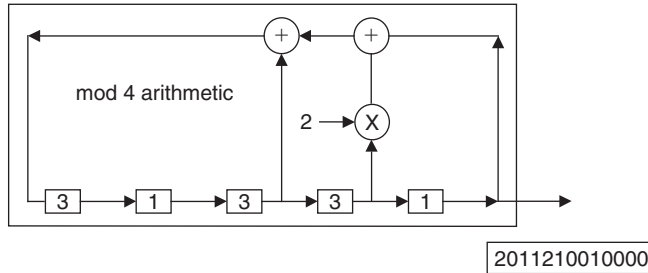 + +
mod 4 arithmetic
2 X
3 1 3 3 1
2011210010000